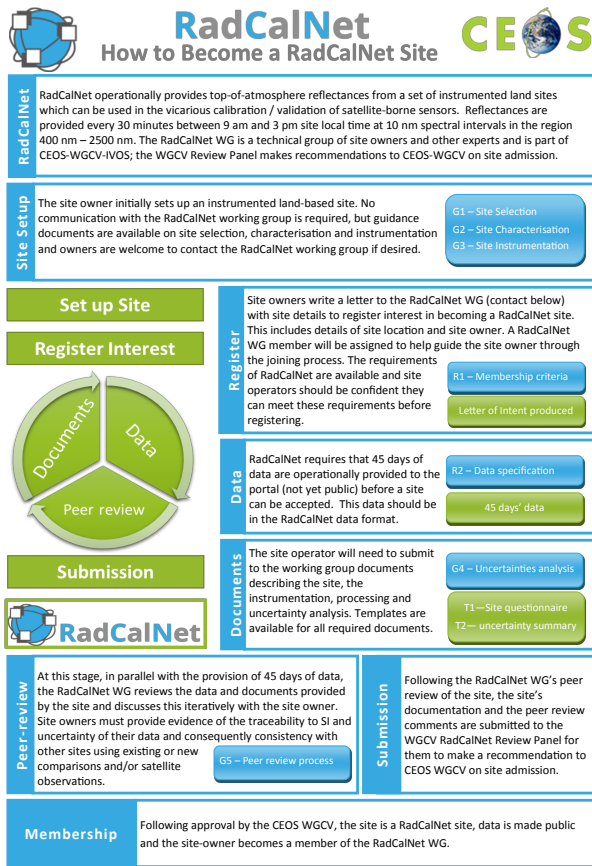 RadCalNet
How to Become a RadCalNet Site
CEOS
RadCalNet
RadCalNet operationally provides top-of-atmosphere reflectances from a set of instrumented land sites
which can be used in the vicarious calibration / validation of satellite-borne sensors.  Reflectances are
provided every 30 minutes between 9 am and 3 pm site local time at 10 nm spectral intervals in the region
400 nm – 2500 nm. The RadCalNet WG is a technical group of site owners and other experts and is part of
CEOS-WGCV-IVOS; the WGCV Review Panel makes recommendations to CEOS-WGCV on site admission.
Site Setup
The site owner initially sets up an instrumented land-based site. No
communication with the RadCalNet working group is required, but guidance
documents are available on site selection, characterisation and instrumentation
and owners are welcome to contact the RadCalNet working group if desired.
G1 – Site Selection
G2 – Site Characterisation
G3 – Site Instrumentation
Set up Site
Register Interest
Documents
Data
Peer review
Submission
RadCalNet
Register
Site owners write a letter to the RadCalNet WG (contact below)
with site details to register interest in becoming a RadCalNet site.
This includes details of site location and site owner. A RadCalNet
WG member will be assigned to help guide the site owner through
the joining process. The requirements
of RadCalNet are available and site
operators should be confident they
can meet these requirements before
registering.
R1 – Membership criteria
Letter of Intent produced
Data
RadCalNet requires that 45 days of
data are operationally provided to the
portal (not yet public) before a site
can be accepted.  This data should be
in the RadCalNet data format.
R2 – Data specification
45 days' data
Documents
The site operator will need to submit
to the working group documents
describing the site, the
instrumentation, processing and
uncertainty analysis. Templates are
available for all required documents.
G4 – Uncertainties analysis
T1—Site questionnaire
T2— uncertainty summary
Peer-review
At this stage, in parallel with the provision of 45 days of data,
the RadCalNet WG reviews the data and documents provided
by the site and discusses this iteratively with the site owner.
Site owners must provide evidence of the traceability to SI and
uncertainty of their data and consequently consistency with
other sites using existing or new
comparisons and/or satellite
observations.
G5 – Peer review process
Submission
Following the RadCalNet WG's peer
review of the site, the site's
documentation and the peer review
comments are submitted to the
WGCV RadCalNet Review Panel for
them to make a recommendation to
CEOS WGCV on site admission.
Membership
Following approval by the CEOS WGCV, the site is a RadCalNet site, data is made public
and the site-owner becomes a member of the RadCalNet WG.